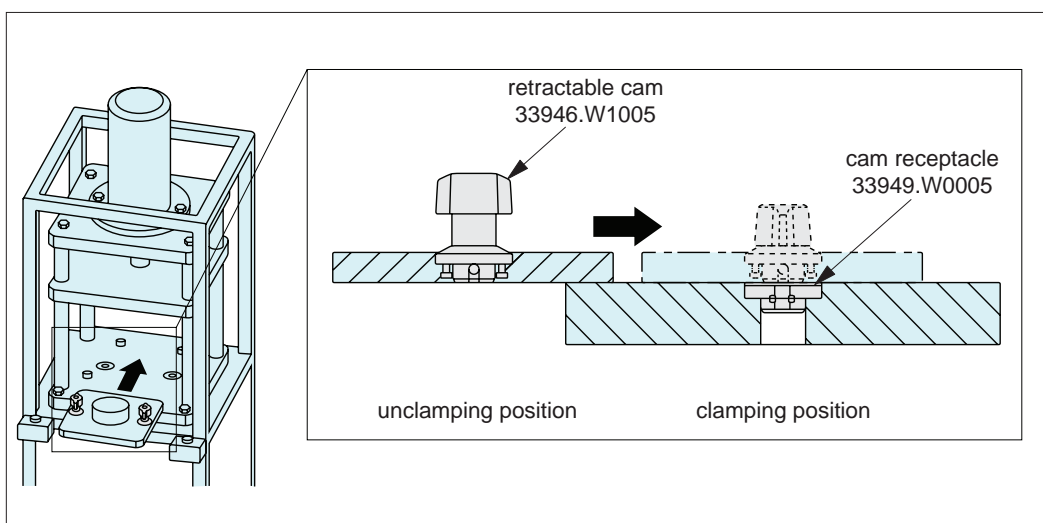 retractable cam
33946.W1005
cam receptacle
33949.W0005
unclamping position
clamping position